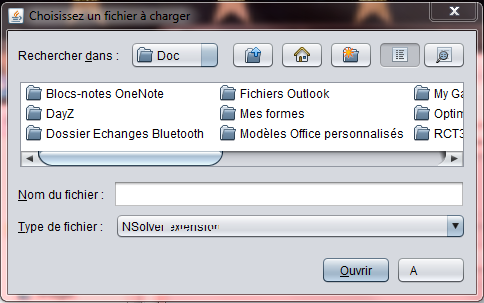 Choisissez un fichier à charger
Rechercher dans : Doc
Blocs-notes OneNote Fichiers Outlook My Ga
DayZ Mes formes Optim
Dossier Echanges Bluetooth Modèles Office personnalisés RCT3
Nom du fichier :
Type de fichier : NSolver extension
Ouvrir A